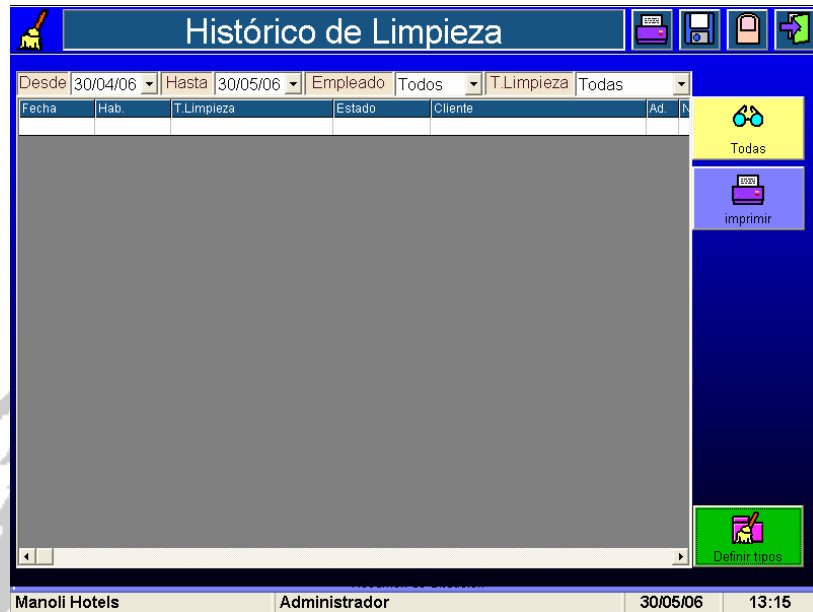 Histórico de Limpieza
Desde 30/04/06 Hasta 30/05/06 Empleado Todos T.Limpieza Todas
Fecha Hab. T.Limpieza Estado Cliente Ad. N
Todas
imprimir
Definir tipos
Manoli Hotels Administrador 30/05/06 13:15